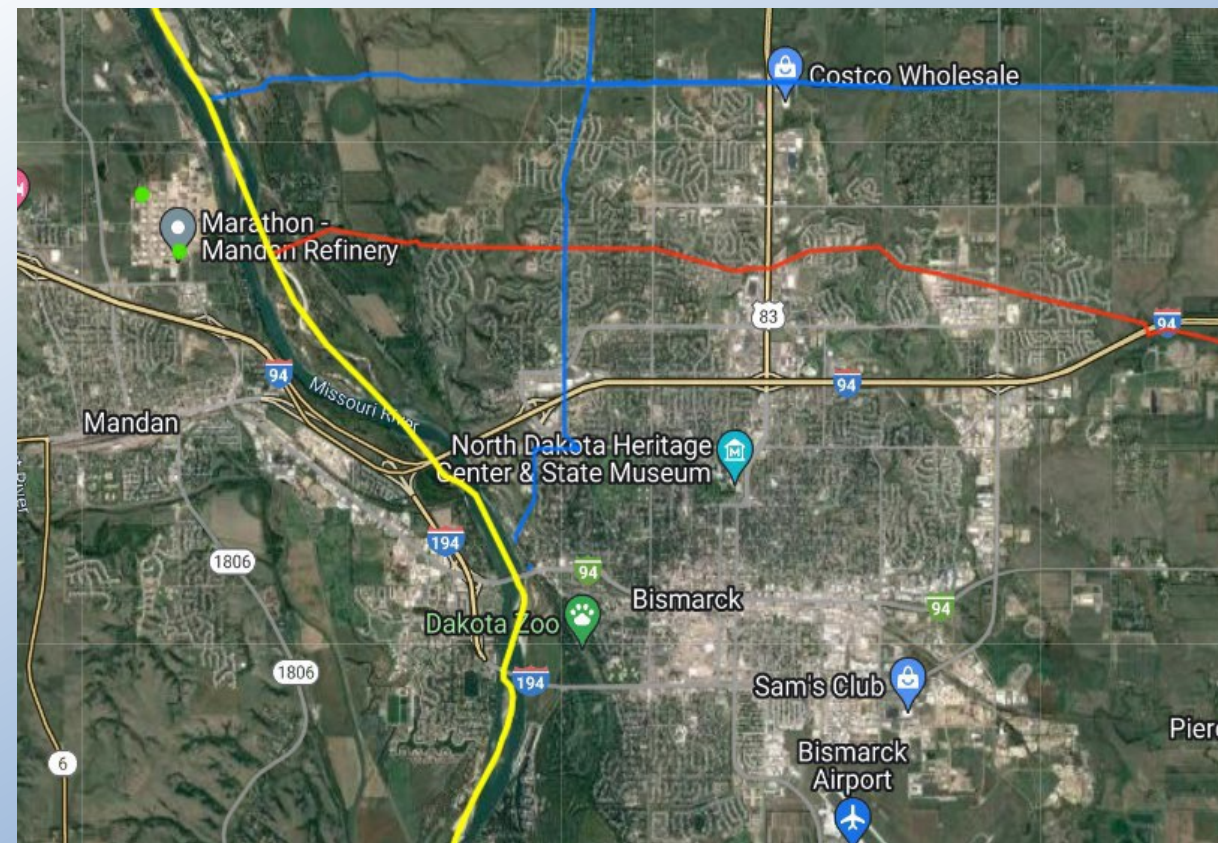 Costco Wholesale
Marathon -
Mandan Refinery
83
94
94
94
Missouri River
Mandan
North Dakota Heritage
Center & State Museum
River
194
1806
94
Bismarck
94
Dakota Zoo
1806
194
Sam's Club
Pier
6
Bismarck
Airport